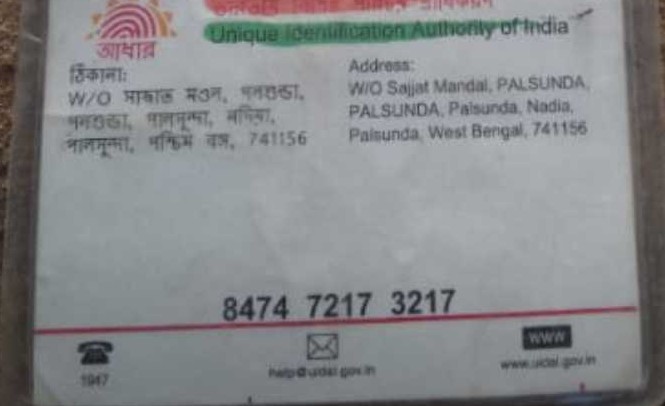 Unique Identification Authority of India
আধার
ঠিকানা:
W/O সাজ্জাত মণ্ডল, পলশুন্ডা,
পলশুন্ডা, পালসুন্দা, নদিয়া,
পালসুন্দা, পশ্চিম বঙ্গ, 741156
Address:
W/O Sajjat Mandal, PALSUNDA,
PALSUNDA, Palsunda, Nadia,
Palsunda, West Bengal, 741156
8474 7217 3217
1947
help@uidai.gov.in
www
www.uidai.gov.in